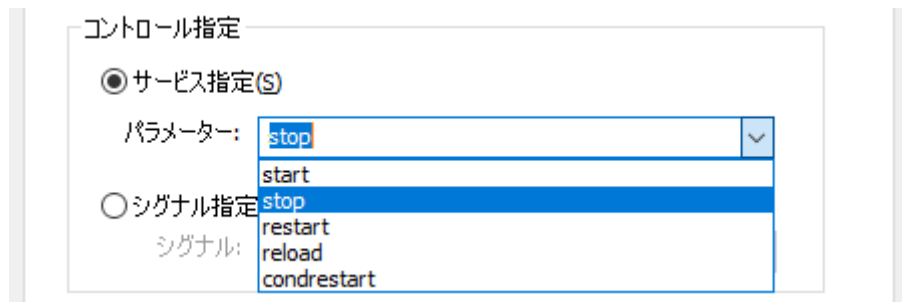 コントロール指定
サービス指定(S)
パラメーター: stop
start
stop
restart
reload
condrestart
シグナル指定
シグナル: